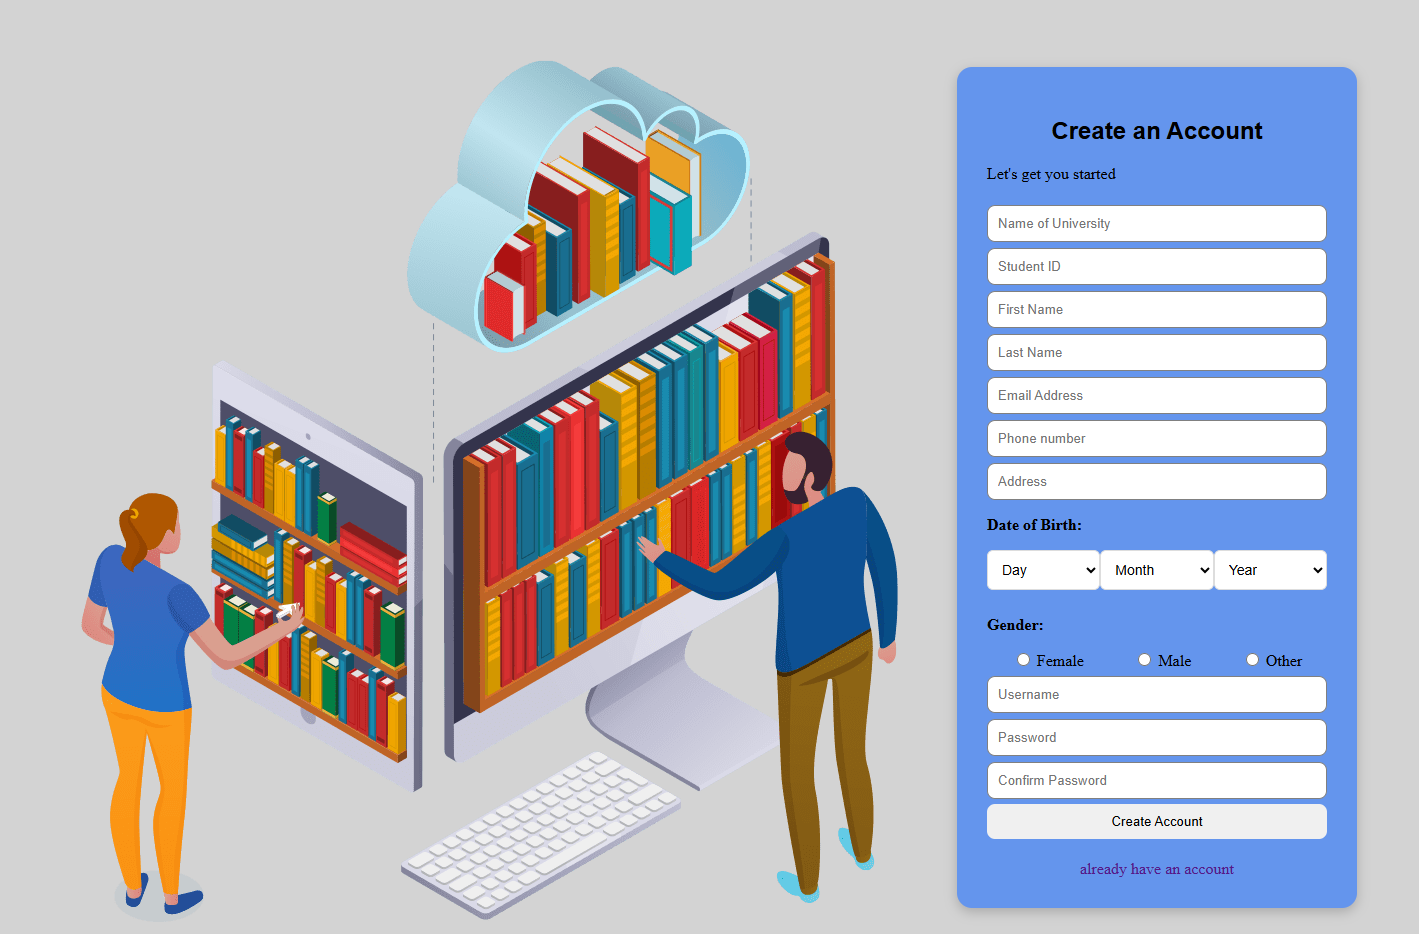 Create an Account
Let's get you started
Name of University
Student ID
First Name
Last Name
Email Address
Phone number
Address
Date of Birth:
Day Month Year
Gender:
Female Male Other
Username
Password
Confirm Password
Create Account
already have an account